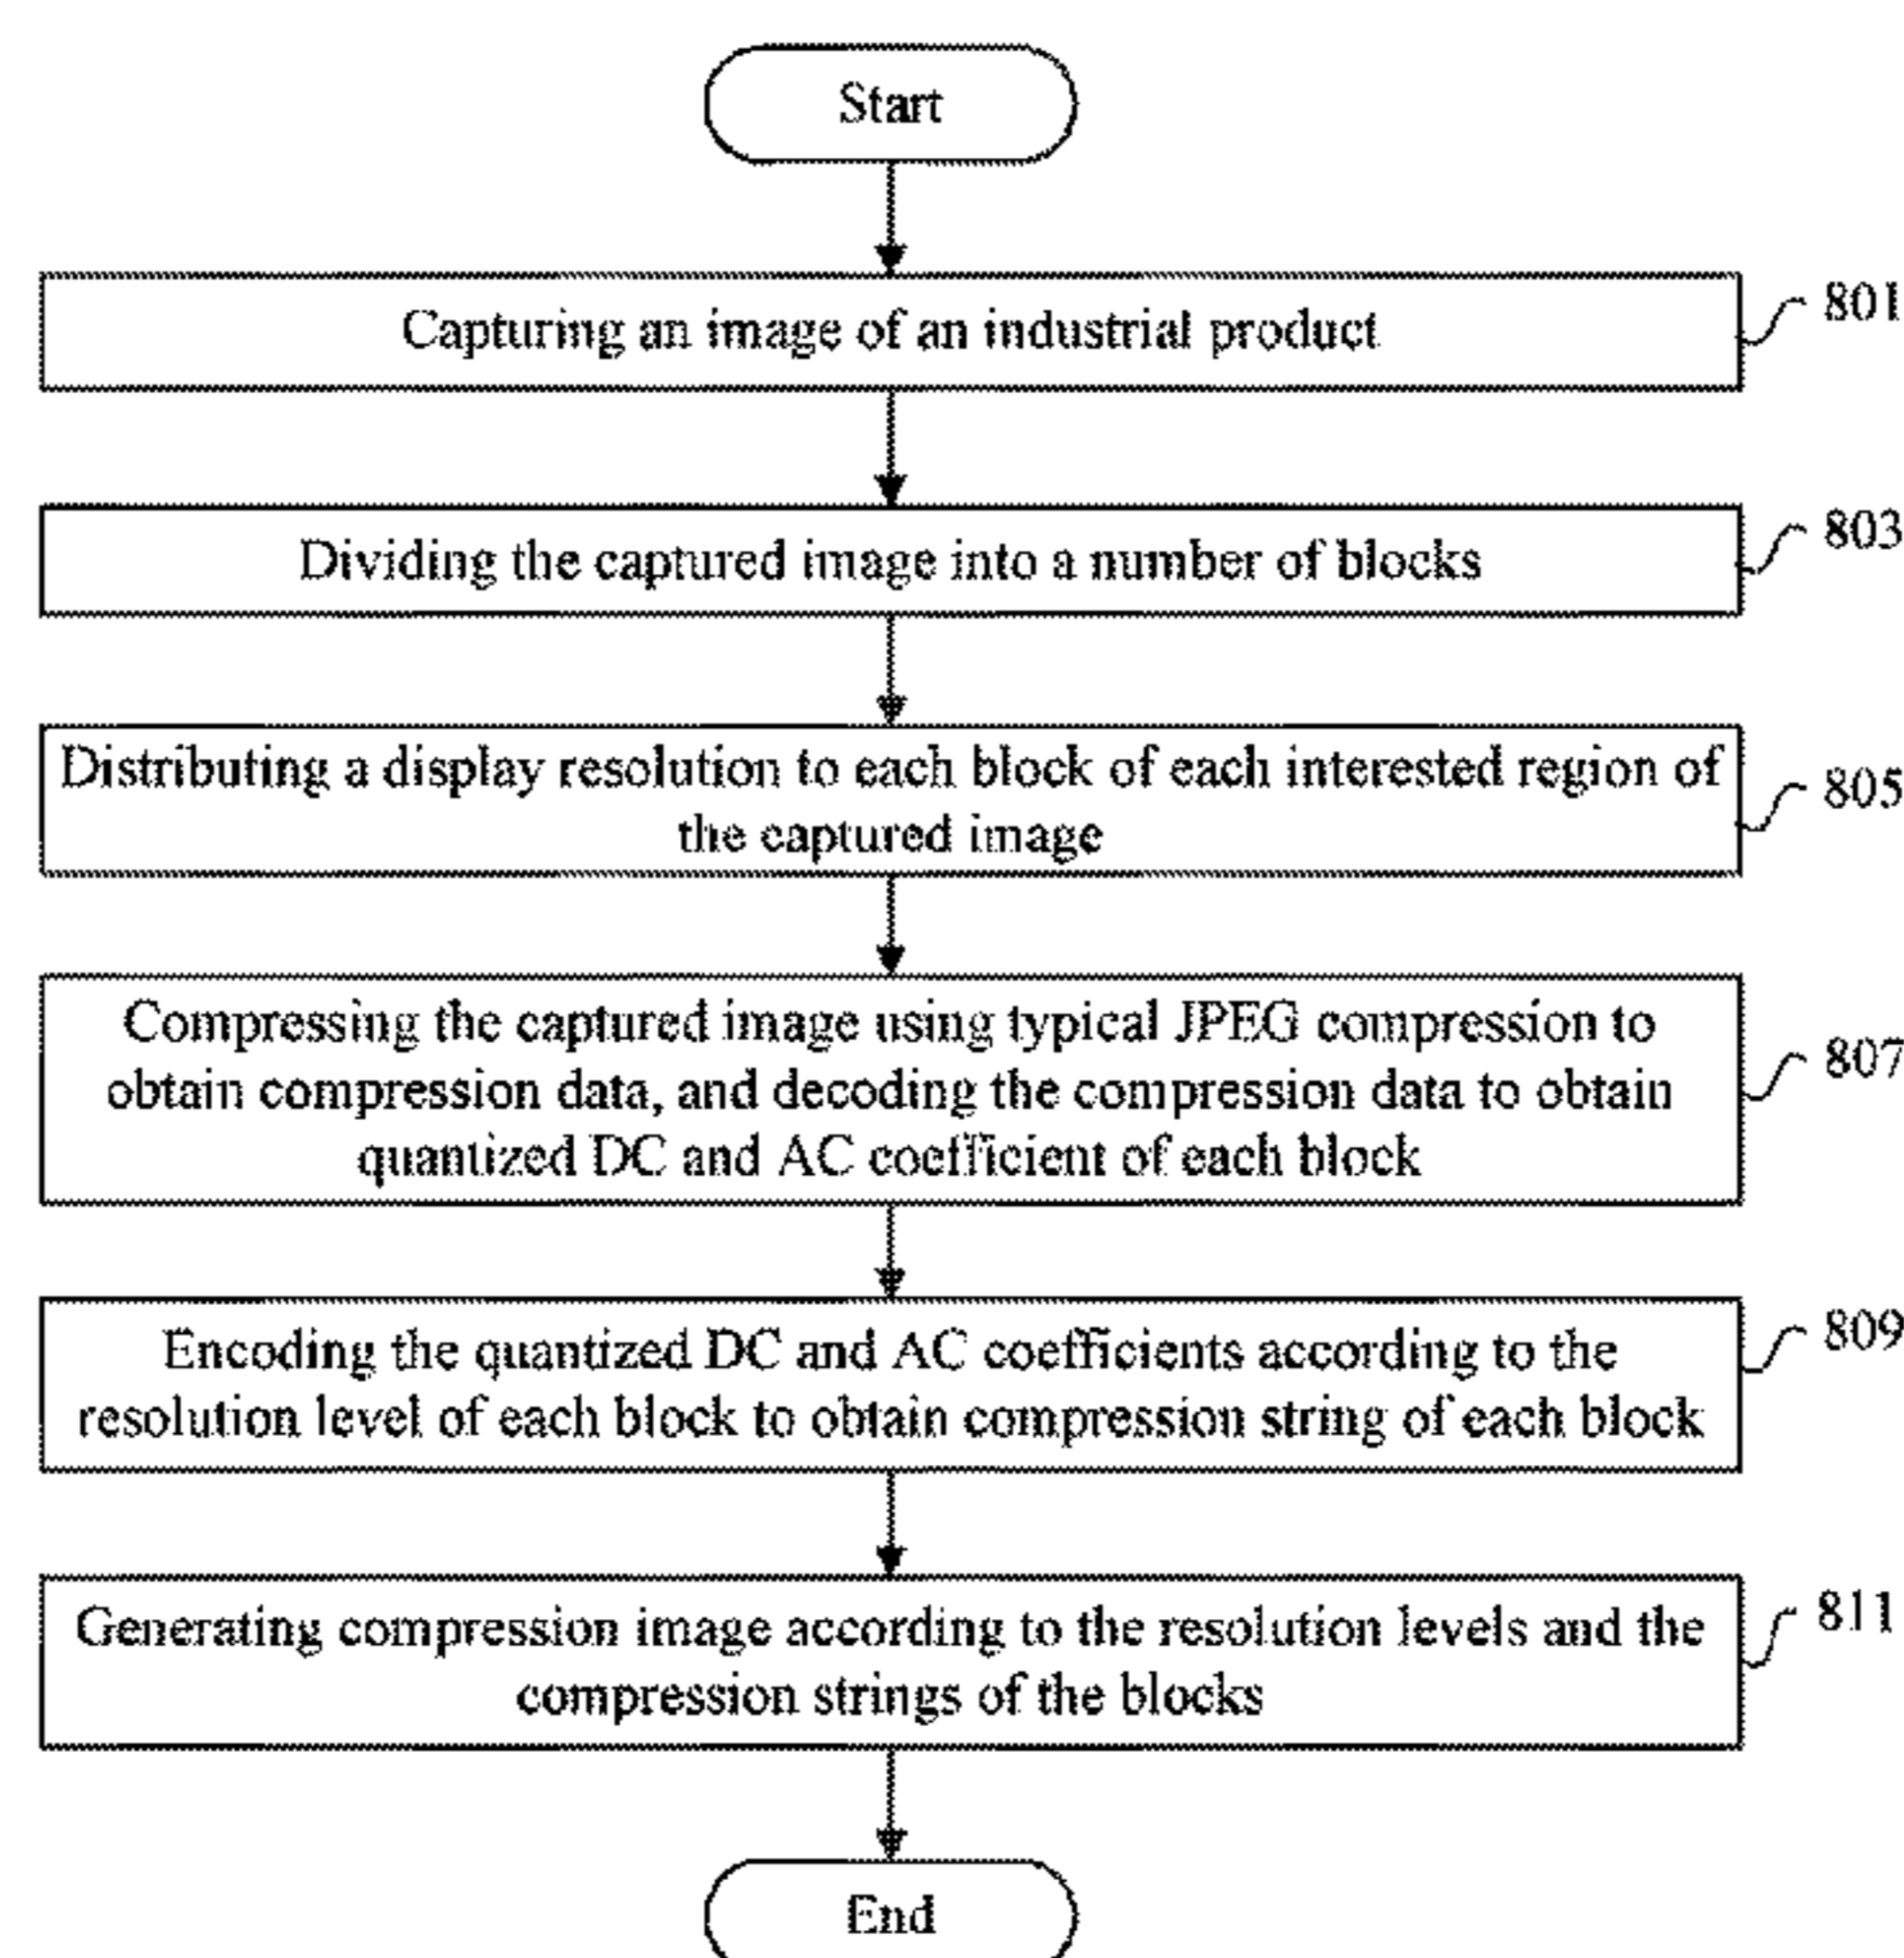 Start
Capturing an image of an industrial product
801
Dividing the captured image into a number of blocks
803
Distributing a display resolution to each block of each interested region of
the captured image
805
Compressing the captured image using typical JPEG compression to
obtain compression data, and decoding the compression data to obtain
quantized DC and AC coefficient of each block
807
Encoding the quantized DC and AC coefficients according to the
resolution level of each block to obtain compression string of each block
809
Generating compression image according to the resolution levels and the
compression strings of the blocks
811
End